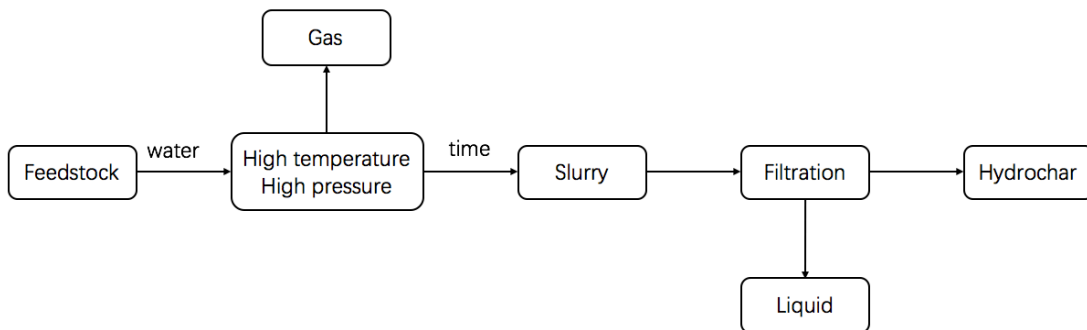 Gas
water
time
Feedstock
High temperature
High pressure
Slurry
Filtration
Hydrochar
Liquid